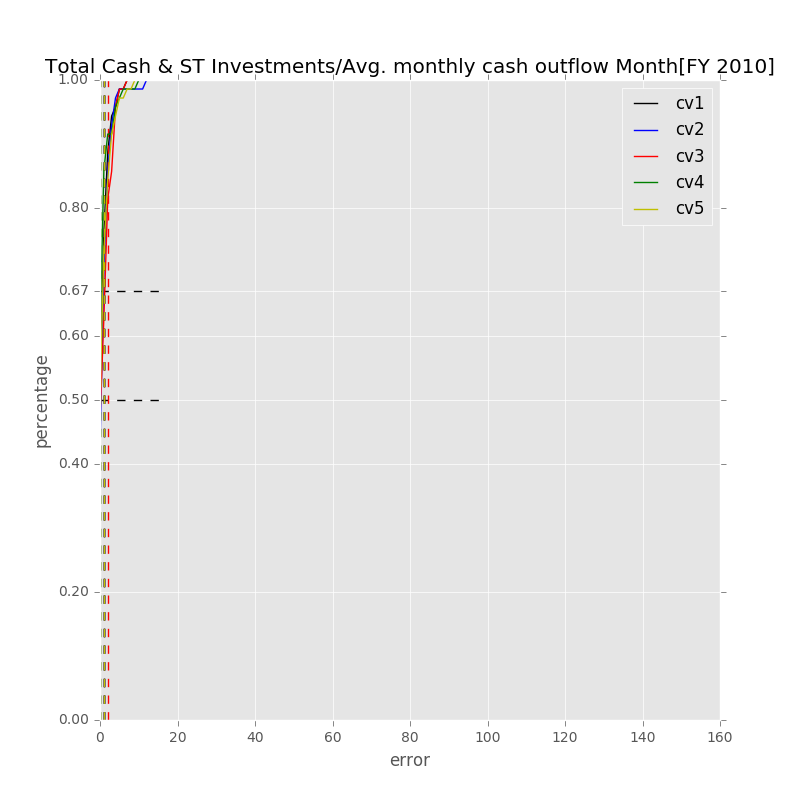 Total Cash & ST Investments/Avg. monthly cash outflow Month[FY 2010]
1.00
0.80
0.67
0.60
0.50
0.40
0.20
0.00
percentage
cv1
cv2
cv3
cv4
cv5
0 20 40 60 80 100 120 140 160
error